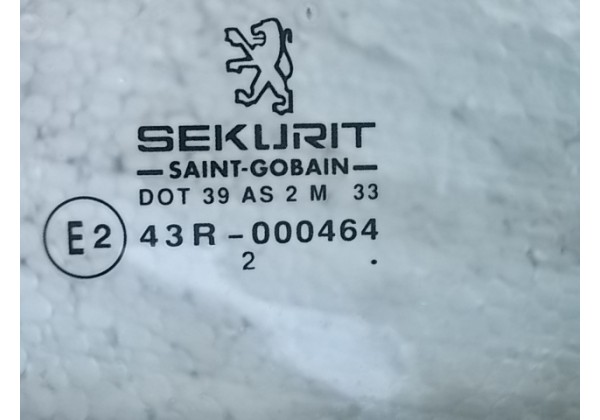 SEKURIT
SAINT-GOBAIN
DOT 39 AS 2 M 33
E2 43R-000464
2 .